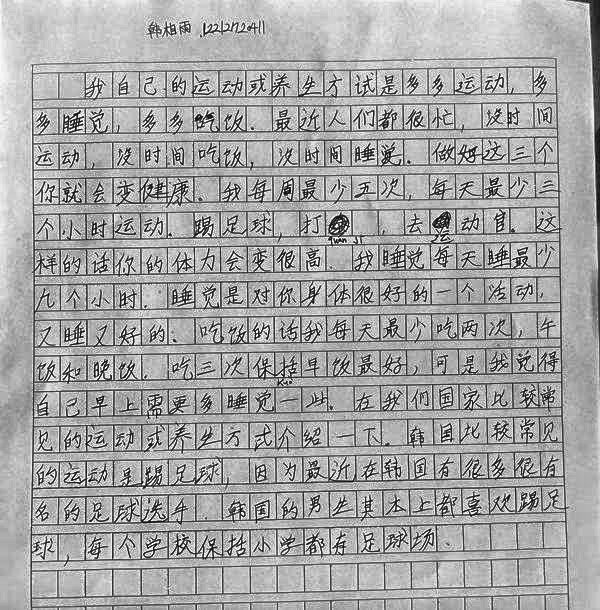 韩相雨 12212720411
我自己的运动或养生方试是多多运动，多
多睡觉，多多吃饭．最近人们都很忙，没时间
运动，没时间吃饭，没时间睡觉．做好这三个
你就会变健康．我每周最少五次，每天最少三
个小时运动．踢足球，打 ，去运动官．这
quan ji
样的话你的体力会变很高．我睡觉每天睡最少
九个小时．睡觉是对你身体很好的一个活动，
又睡又好的．吃饭的话我每天最少吃两次，午
饭和晚饭．吃三次保括早饭最好，可是我觉得
自己早上需要多睡觉一些．在我们国家比较常
见的运动或养生方式介绍一下．韩国比较常见
的运动是踢足球，因为最近在韩国有很多很有
名的足球选手．韩国的男生其本上都喜欢踢足
球，每个学校保括小学都有足球场．